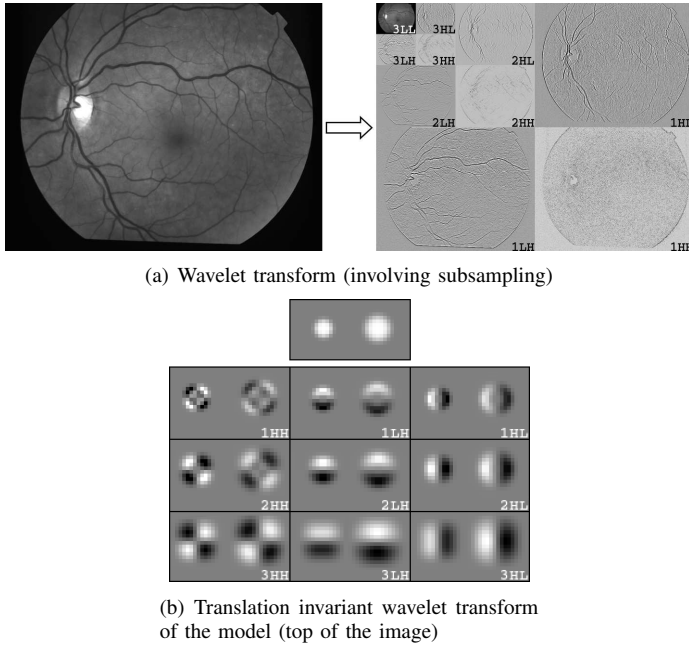 3LL 3HL
2HL
3LH 3HH
1HL
2LH 2HH
1LH 1HH
(a) Wavelet transform (involving subsampling)
1HH 1LH 1HL
2HH 2LH 2HL
3HH 3LH 3HL
(b) Translation invariant wavelet transform
of the model (top of the image)